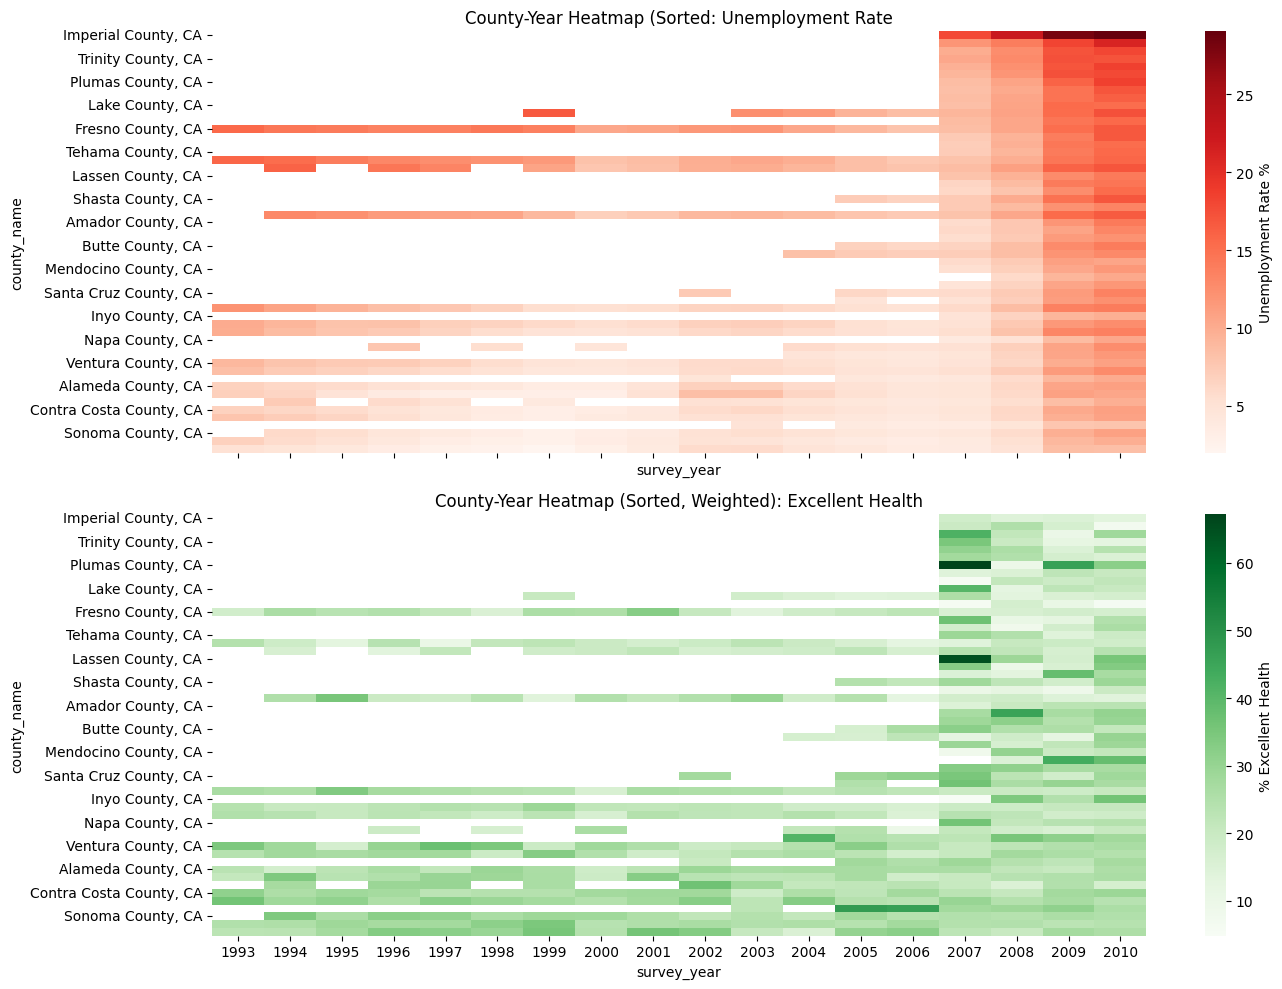 County-Year Heatmap (Sorted: Unemployment Rate
Imperial County, CA
Trinity County, CA
Plumas County, CA
Lake County, CA
Fresno County, CA
Tehama County, CA
Lassen County, CA
Shasta County, CA
Amador County, CA
Butte County, CA
Mendocino County, CA
Santa Cruz County, CA
Inyo County, CA
Napa County, CA
Ventura County, CA
Alameda County, CA
Contra Costa County, CA
Sonoma County, CA
county_name
survey_year
25
20
15
10
5
Unemployment Rate %
County-Year Heatmap (Sorted, Weighted): Excellent Health
Imperial County, CA
Trinity County, CA
Plumas County, CA
Lake County, CA
Fresno County, CA
Tehama County, CA
Lassen County, CA
Shasta County, CA
Amador County, CA
Butte County, CA
Mendocino County, CA
Santa Cruz County, CA
Inyo County, CA
Napa County, CA
Ventura County, CA
Alameda County, CA
Contra Costa County, CA
Sonoma County, CA
county_name
1993 1994 1995 1996 1997 1998 1999 2000 2001 2002 2003 2004 2005 2006 2007 2008 2009 2010
survey_year
60
50
40
30
20
10
% Excellent Health